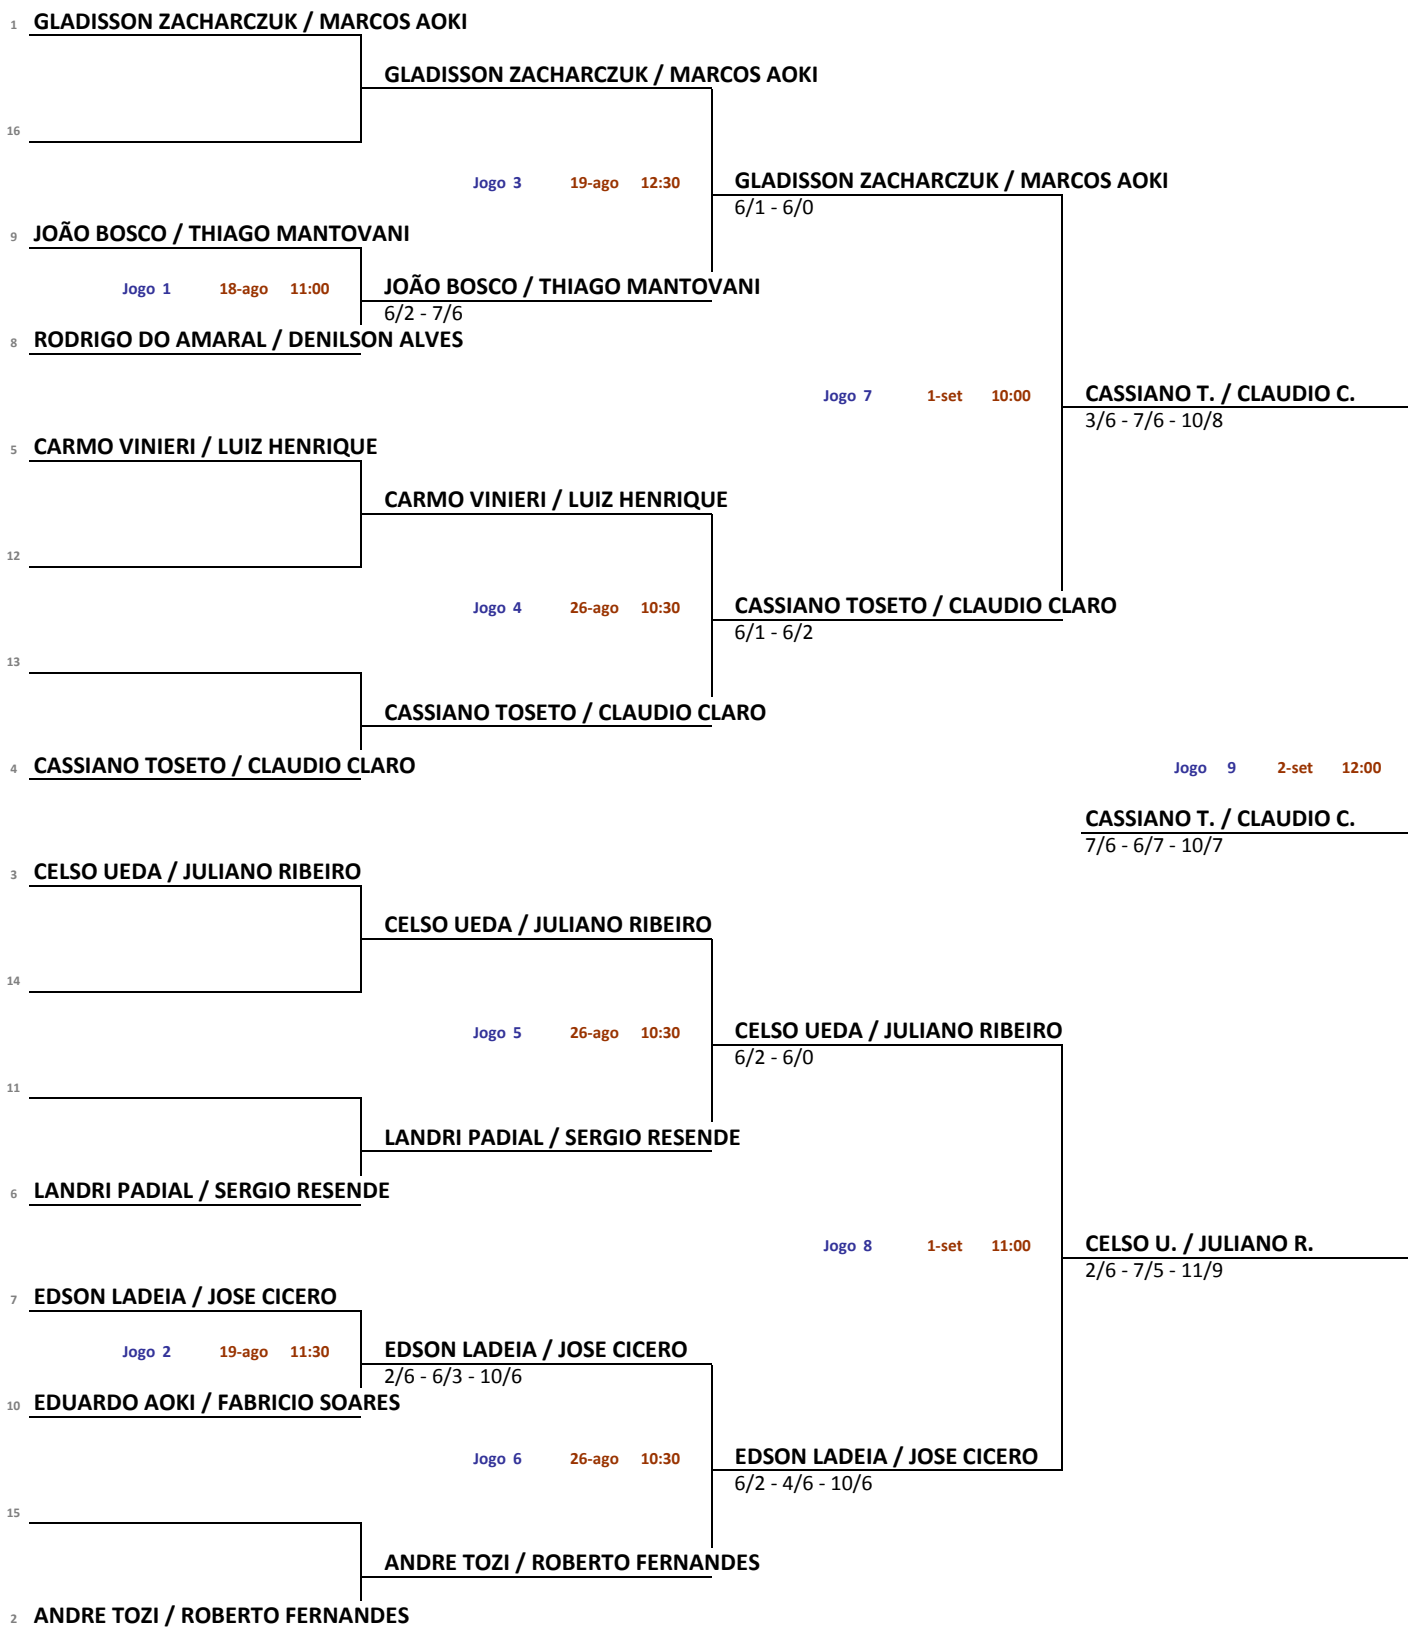 1 GLADISSON ZACHARCZUK / MARCOS AOKI
GLADISSON ZACHARCZUK / MARCOS AOKI
16
Jogo 3 19-ago 12:30
GLADISSON ZACHARCZUK / MARCOS AOKI
6/1 - 6/0
9 JOÃO BOSCO / THIAGO MANTOVANI
Jogo 1 18-ago 11:00
JOÃO BOSCO / THIAGO MANTOVANI
6/2 - 7/6
8 RODRIGO DO AMARAL / DENILSON ALVES
Jogo 7 1-set 10:00
CASSIANO T. / CLAUDIO C.
3/6 - 7/6 - 10/8
5 CARMO VINIERI / LUIZ HENRIQUE
CARMO VINIERI / LUIZ HENRIQUE
12
Jogo 4 26-ago 10:30
CASSIANO TOSETO / CLAUDIO CLARO
6/1 - 6/2
13
CASSIANO TOSETO / CLAUDIO CLARO
4 CASSIANO TOSETO / CLAUDIO CLARO
Jogo 9 2-set 12:00
CASSIANO T. / CLAUDIO C.
7/6 - 6/7 - 10/7
3 CELSO UEDA / JULIANO RIBEIRO
CELSO UEDA / JULIANO RIBEIRO
14
Jogo 5 26-ago 10:30
CELSO UEDA / JULIANO RIBEIRO
6/2 - 6/0
11
LANDRI PADIAL / SERGIO RESENDE
6 LANDRI PADIAL / SERGIO RESENDE
Jogo 8 1-set 11:00
CELSO U. / JULIANO R.
2/6 - 7/5 - 11/9
7 EDSON LADEIA / JOSE CICERO
Jogo 2 19-ago 11:30
EDSON LADEIA / JOSE CICERO
2/6 - 6/3 - 10/6
10 EDUARDO AOKI / FABRICIO SOARES
Jogo 6 26-ago 10:30
EDSON LADEIA / JOSE CICERO
6/2 - 4/6 - 10/6
15
ANDRE TOZI / ROBERTO FERNANDES
2 ANDRE TOZI / ROBERTO FERNANDES